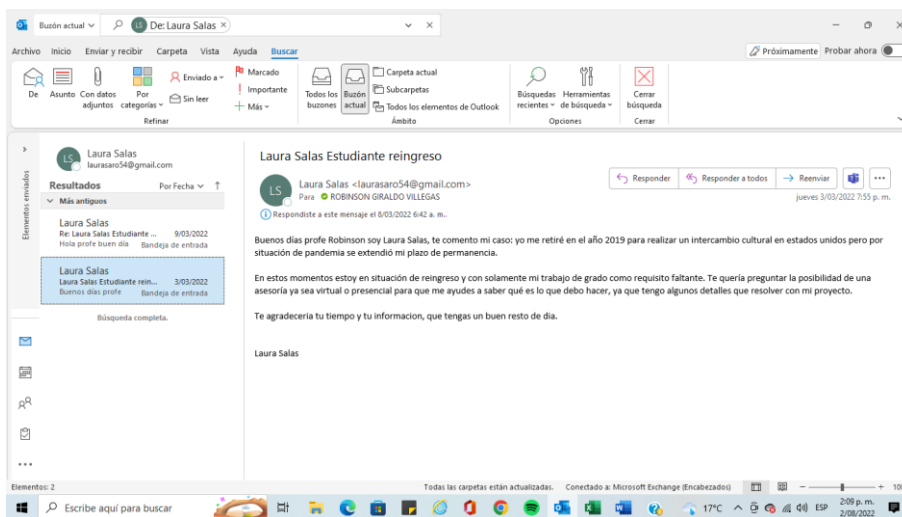 Buzón actual
LS De: Laura Salas ×
Archivo Inicio Enviar y recibir Carpeta Vista Ayuda Buscar
Próximamente Probar ahora
De
Asunto
Con datos adjuntos
Por categorías
Enviado a
Sin leer
Marcado
Importante
Más
Refinar
Todos los buzones
Buzón actual
Carpeta actual
Subcarpetas
Todos los elementos de Outlook
Ámbito
Búsquedas recientes
Herramientas de búsqueda
Opciones
Cerrar búsqueda
Cerrar
Elementos enviados
LS
Laura Salas
laurasaro54@gmail.com
Resultados Por Fecha
Más antiguos
Laura Salas
Re: Laura Salas Estudiante ... 9/03/2022
Hola profe buen día Bandeja de entrada
Laura Salas
Laura Salas Estudiante rein... 3/03/2022
Buenos días profe Bandeja de entrada
Búsqueda completa.
Laura Salas Estudiante reingreso
LS
Laura Salas <laurasaro54@gmail.com>
Para ROBINSON GIRALDO VILLEGAS
Responder Responder a todos Reenviar
jueves 3/03/2022 7:55 p. m.
Respondiste a este mensaje el 8/03/2022 6:42 a. m..
Buenos días profe Robinson soy Laura Salas, te comento mi caso: yo me retiré en el año 2019 para realizar un intercambio cultural en estados unidos pero por
situación de pandemia se extendió mi plazo de permanencia.
En estos momentos estoy en situación de reingreso y con solamente mi trabajo de grado como requisito faltante. Te quería preguntar la posibilidad de una
asesoría ya sea virtual o presencial para que me ayudes a saber qué es lo que debo hacer, ya que tengo algunos detalles que resolver con mi proyecto.
Te agradeceria tu tiempo y tu informacion, que tengas un buen resto de dia.
Laura Salas
Elementos: 2
Todas las carpetas están actualizadas. Conectado a: Microsoft Exchange (Encabezados)
Escribe aquí para buscar
17°C
ESP
2:09 p. m.
2/08/2022